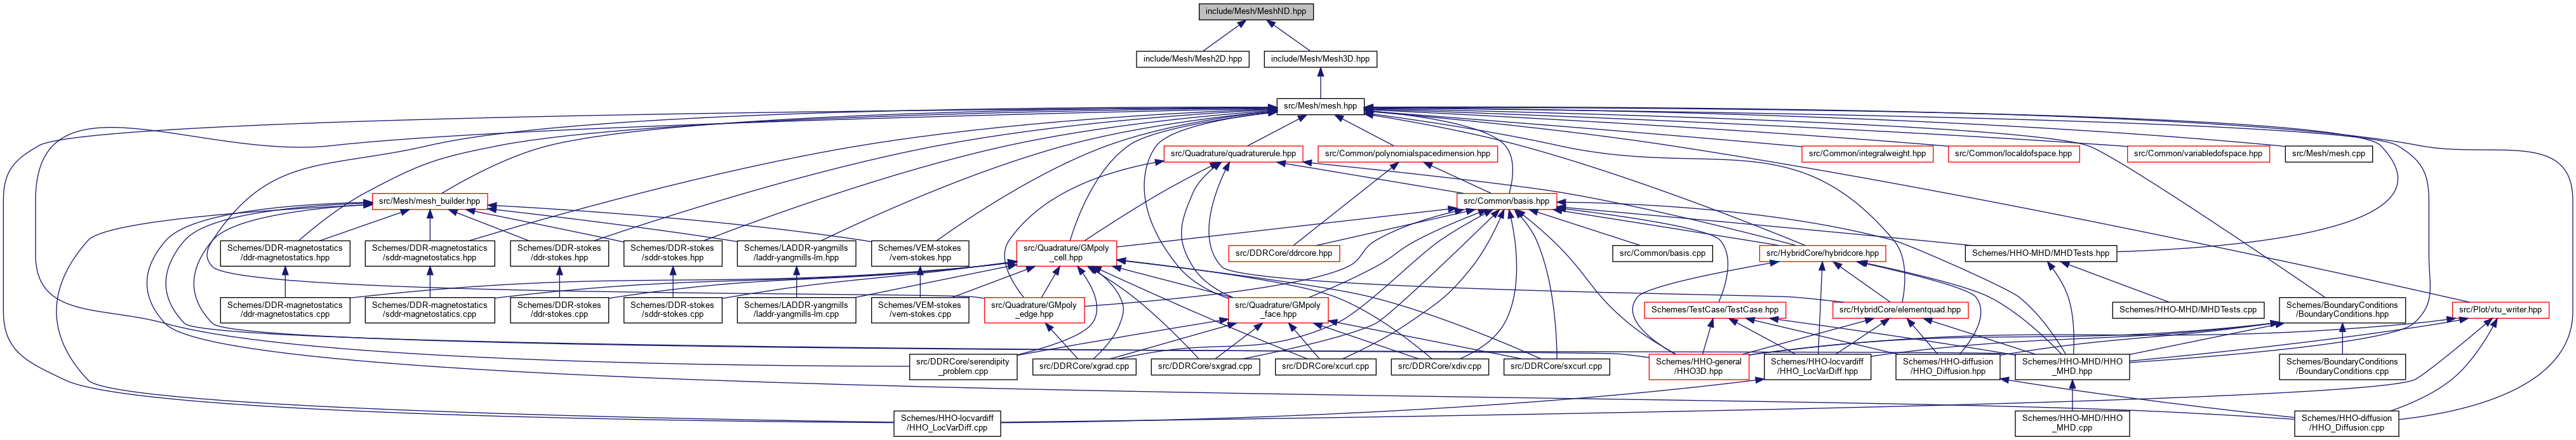 include/Mesh/MeshND.hpp
include/Mesh/Mesh2D.hpp
include/Mesh/Mesh3D.hpp
src/Mesh/mesh.hpp
src/Quadrature/quadraturerule.hpp
src/Common/polynomialspacedimension.hpp
src/Common/integralweight.hpp
src/Common/localdofspace.hpp
src/Common/variabledofspace.hpp
src/Mesh/mesh.cpp
src/Mesh/mesh_builder.hpp
src/Common/basis.hpp
Schemes/DDR-magnetostatics
/ddr-magnetostatics.hpp
Schemes/DDR-magnetostatics
/sddr-magnetostatics.hpp
Schemes/DDR-stokes
/ddr-stokes.hpp
Schemes/DDR-stokes
/sddr-stokes.hpp
Schemes/LADDR-yangmills
/laddr-yangmills-lm.hpp
Schemes/VEM-stokes
/vem-stokes.hpp
src/Quadrature/GMpoly
_cell.hpp
src/DDRCore/ddrcore.hpp
src/Common/basis.cpp
src/HybridCore/hybridcore.hpp
Schemes/HHO-MHD/MHDTests.hpp
Schemes/DDR-magnetostatics
/ddr-magnetostatics.cpp
Schemes/DDR-magnetostatics
/sddr-magnetostatics.cpp
Schemes/DDR-stokes
/ddr-stokes.cpp
Schemes/DDR-stokes
/sddr-stokes.cpp
Schemes/LADDR-yangmills
/laddr-yangmills-lm.cpp
Schemes/VEM-stokes
/vem-stokes.cpp
src/Quadrature/GMpoly
_edge.hpp
src/Quadrature/GMpoly
_face.hpp
Schemes/TestCase/TestCase.hpp
src/HybridCore/elementquad.hpp
Schemes/HHO-MHD/MHDTests.cpp
Schemes/BoundaryConditions
/BoundaryConditions.hpp
src/Plot/vtu_writer.hpp
src/DDRCore/serendipity
_problem.cpp
src/DDRCore/xgrad.cpp
src/DDRCore/sxgrad.cpp
src/DDRCore/xcurl.cpp
src/DDRCore/xdiv.cpp
src/DDRCore/sxcurl.cpp
Schemes/HHO-general
/HHO3D.hpp
Schemes/HHO-locvardiff
/HHO_LocVarDiff.hpp
Schemes/HHO-diffusion
/HHO_Diffusion.hpp
Schemes/HHO-MHD/HHO
_MHD.hpp
Schemes/BoundaryConditions
/BoundaryConditions.cpp
Schemes/HHO-locvardiff
/HHO_LocVarDiff.cpp
Schemes/HHO-MHD/HHO
_MHD.cpp
Schemes/HHO-diffusion
/HHO_Diffusion.cpp